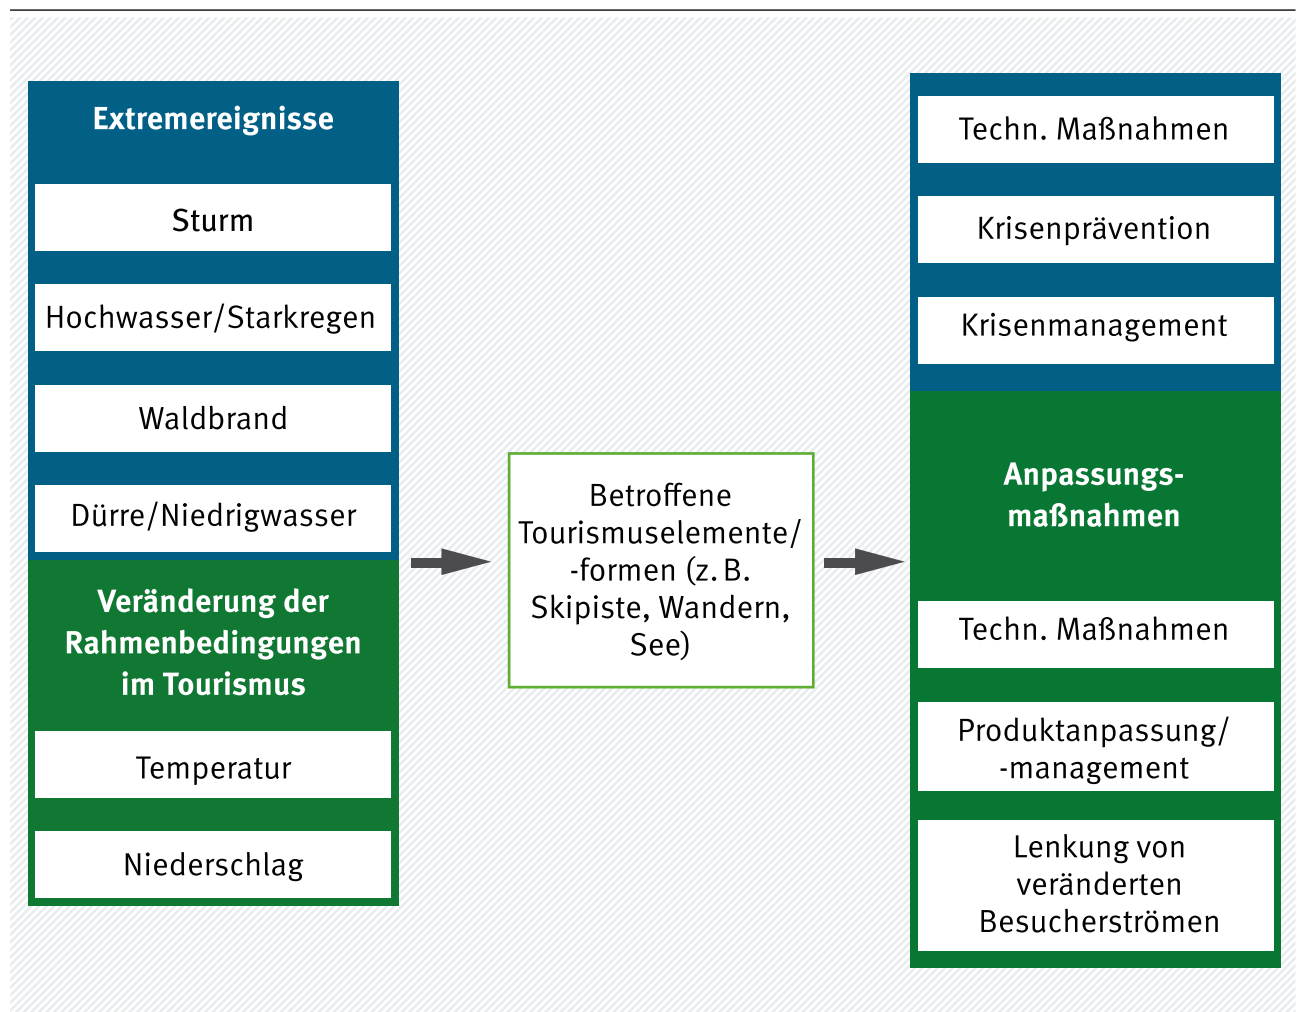 Extremereignisse
Sturm
Hochwasser/Starkregen
Waldbrand
Dürre/Niedrigwasser
Veränderung der
Rahmenbedingungen
im Tourismus
Temperatur
Niederschlag
Betroffene
Tourismuselemente/
-formen (z. B.
Skipiste, Wandern,
See)
Techn. Maßnahmen
Krisenprävention
Krisenmanagement
Anpassungs-
maßnahmen
Techn. Maßnahmen
Produktanpassung/
-management
Lenkung von
veränderten
Besucherströmen